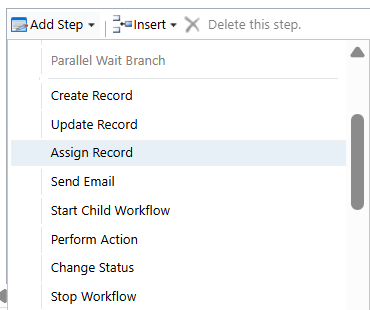 Add Step Insert Delete this step.
Parallel Wait Branch
Create Record
Update Record
Assign Record
Send Email
Start Child Workflow
Perform Action
Change Status
Stop Workflow